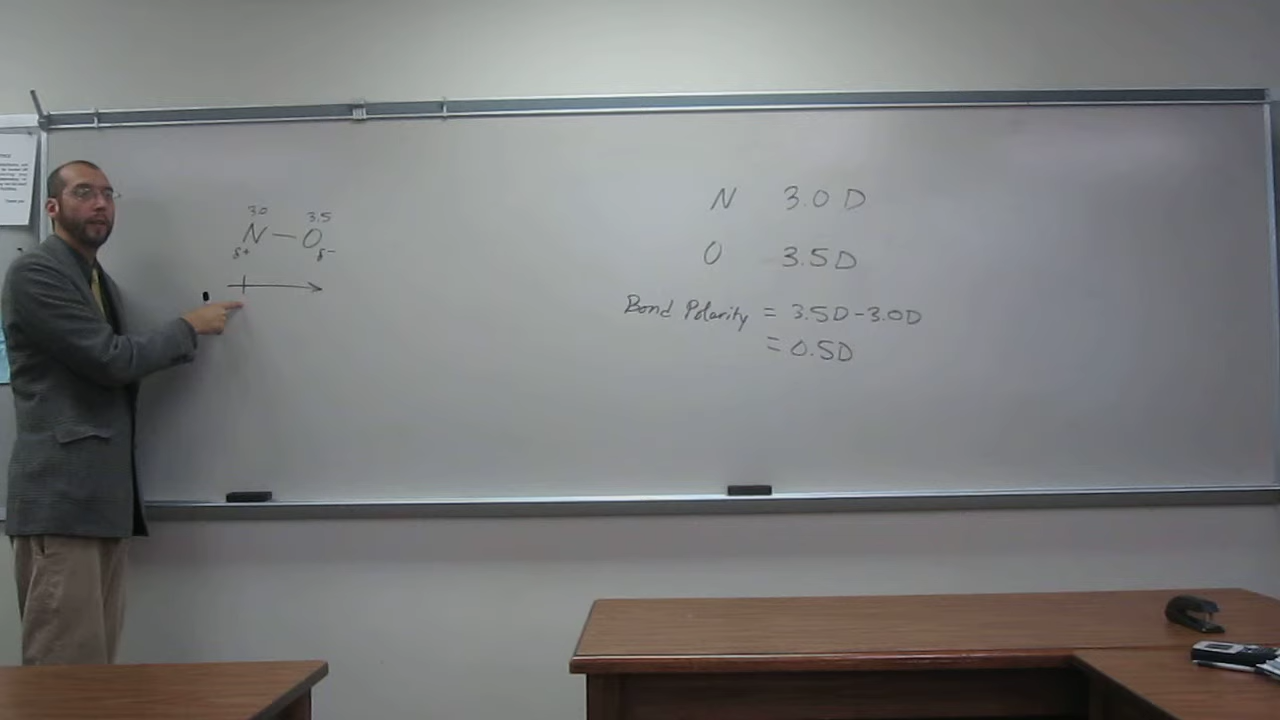 3.0 3.5
N — O
δ+ δ-
N 3.0 D
O 3.5 D
Bond Polarity = 3.5D - 3.0D
= 0.5D